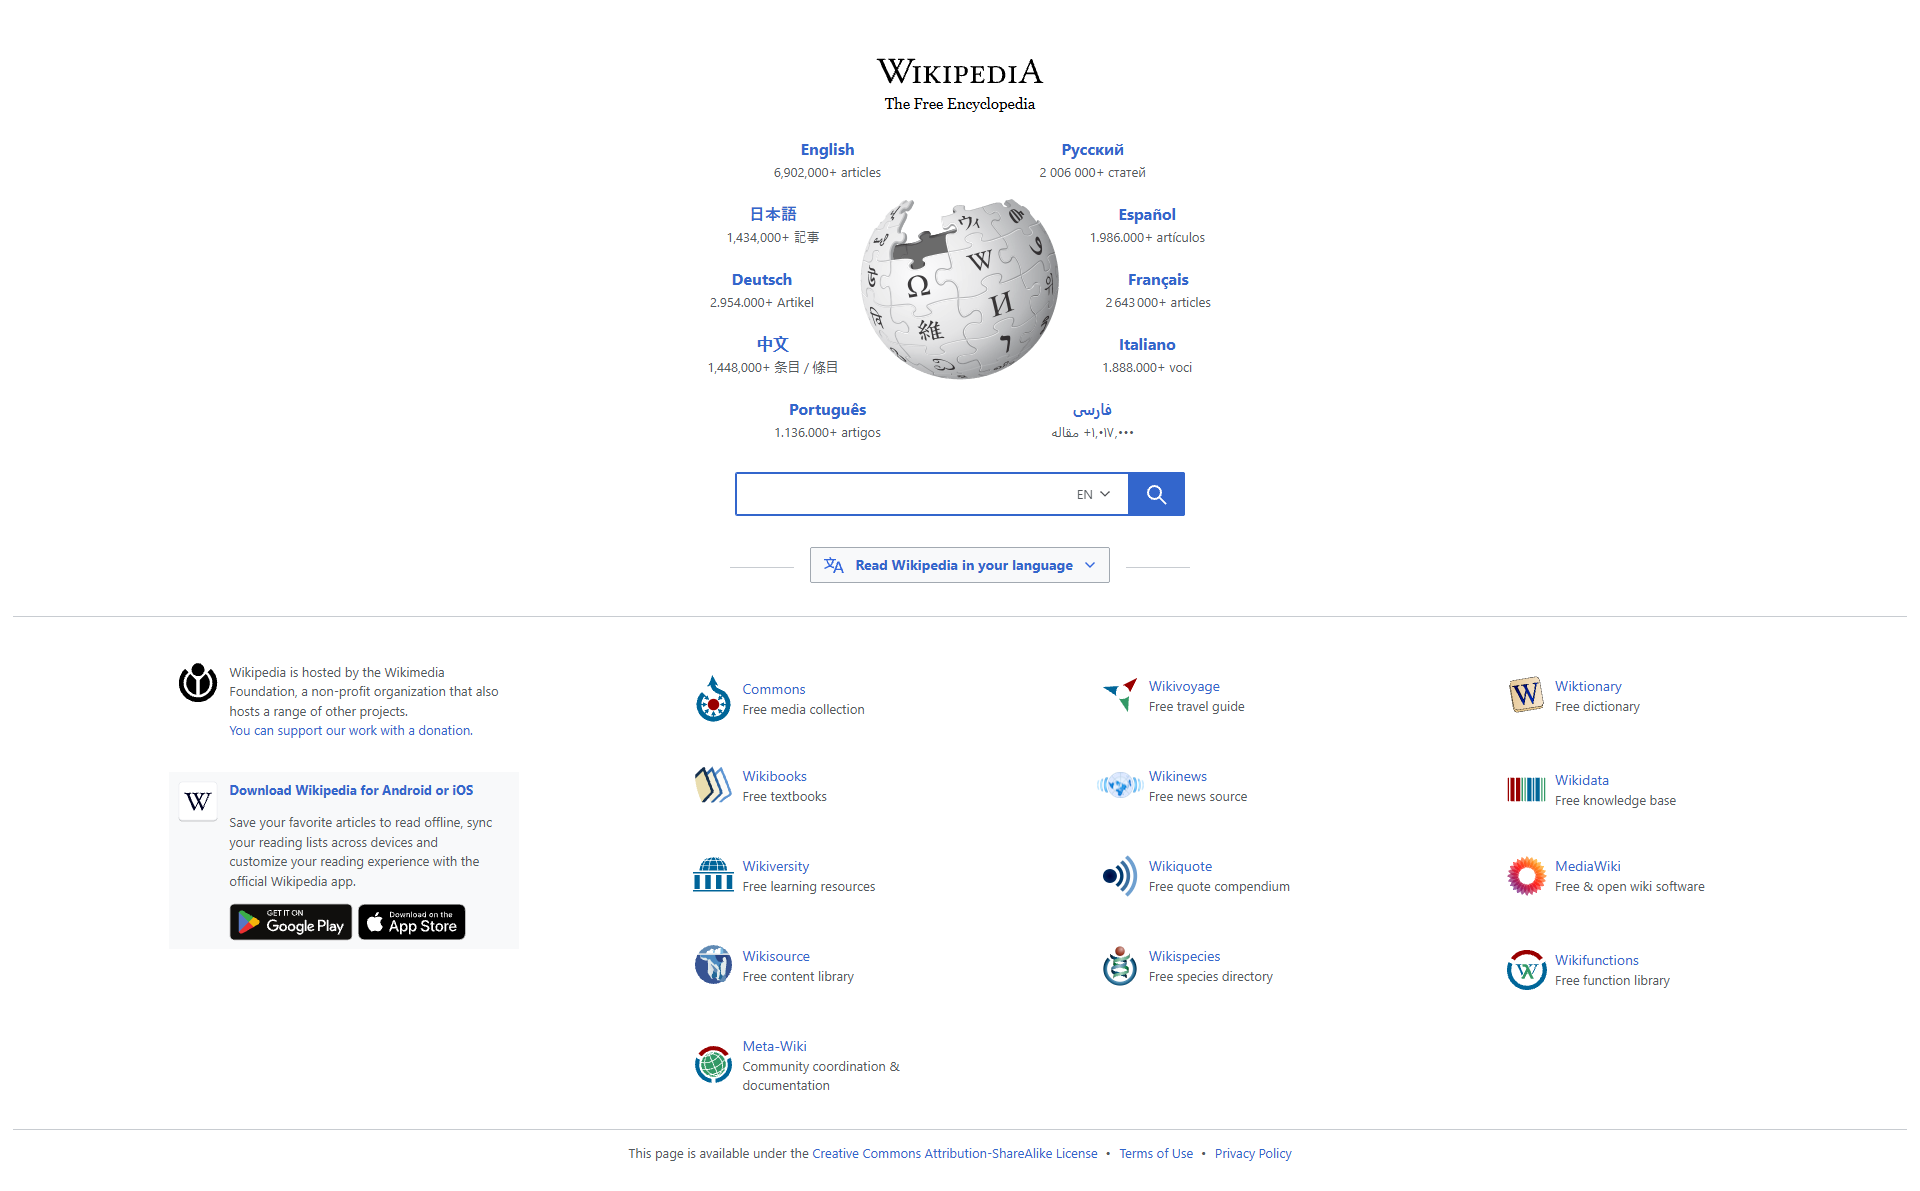 WIKIPEDIA
The Free Encyclopedia
English
6,902,000+ articles
Русский
2 006 000+ статей
日本語
1,434,000+ 記事
Español
1.986.000+ artículos
Deutsch
2.954.000+ Artikel
Français
2 643 000+ articles
中文
1,448,000+ 条目 / 條目
Italiano
1.888.000+ voci
Português
1.136.000+ artigos
فارسی
۱٬۰۱۷٬۰۰۰+ مقاله
Ω
W
И
維
ウィ
EN
Read Wikipedia in your language
Wikipedia is hosted by the Wikimedia
Foundation, a non-profit organization that also
hosts a range of other projects.
You can support our work with a donation.
W
Download Wikipedia for Android or iOS
Save your favorite articles to read offline, sync
your reading lists across devices and
customize your reading experience with the
official Wikipedia app.
GET IT ON
Google Play
Download on the
App Store
Commons
Free media collection
Wikivoyage
Free travel guide
W
Wiktionary
Free dictionary
Wikibooks
Free textbooks
Wikinews
Free news source
Wikidata
Free knowledge base
Wikiversity
Free learning resources
Wikiquote
Free quote compendium
MediaWiki
Free & open wiki software
Wikisource
Free content library
Wikispecies
Free species directory
Wikifunctions
Free function library
Meta-Wiki
Community coordination &
documentation
This page is available under the Creative Commons Attribution-ShareAlike License • Terms of Use • Privacy Policy